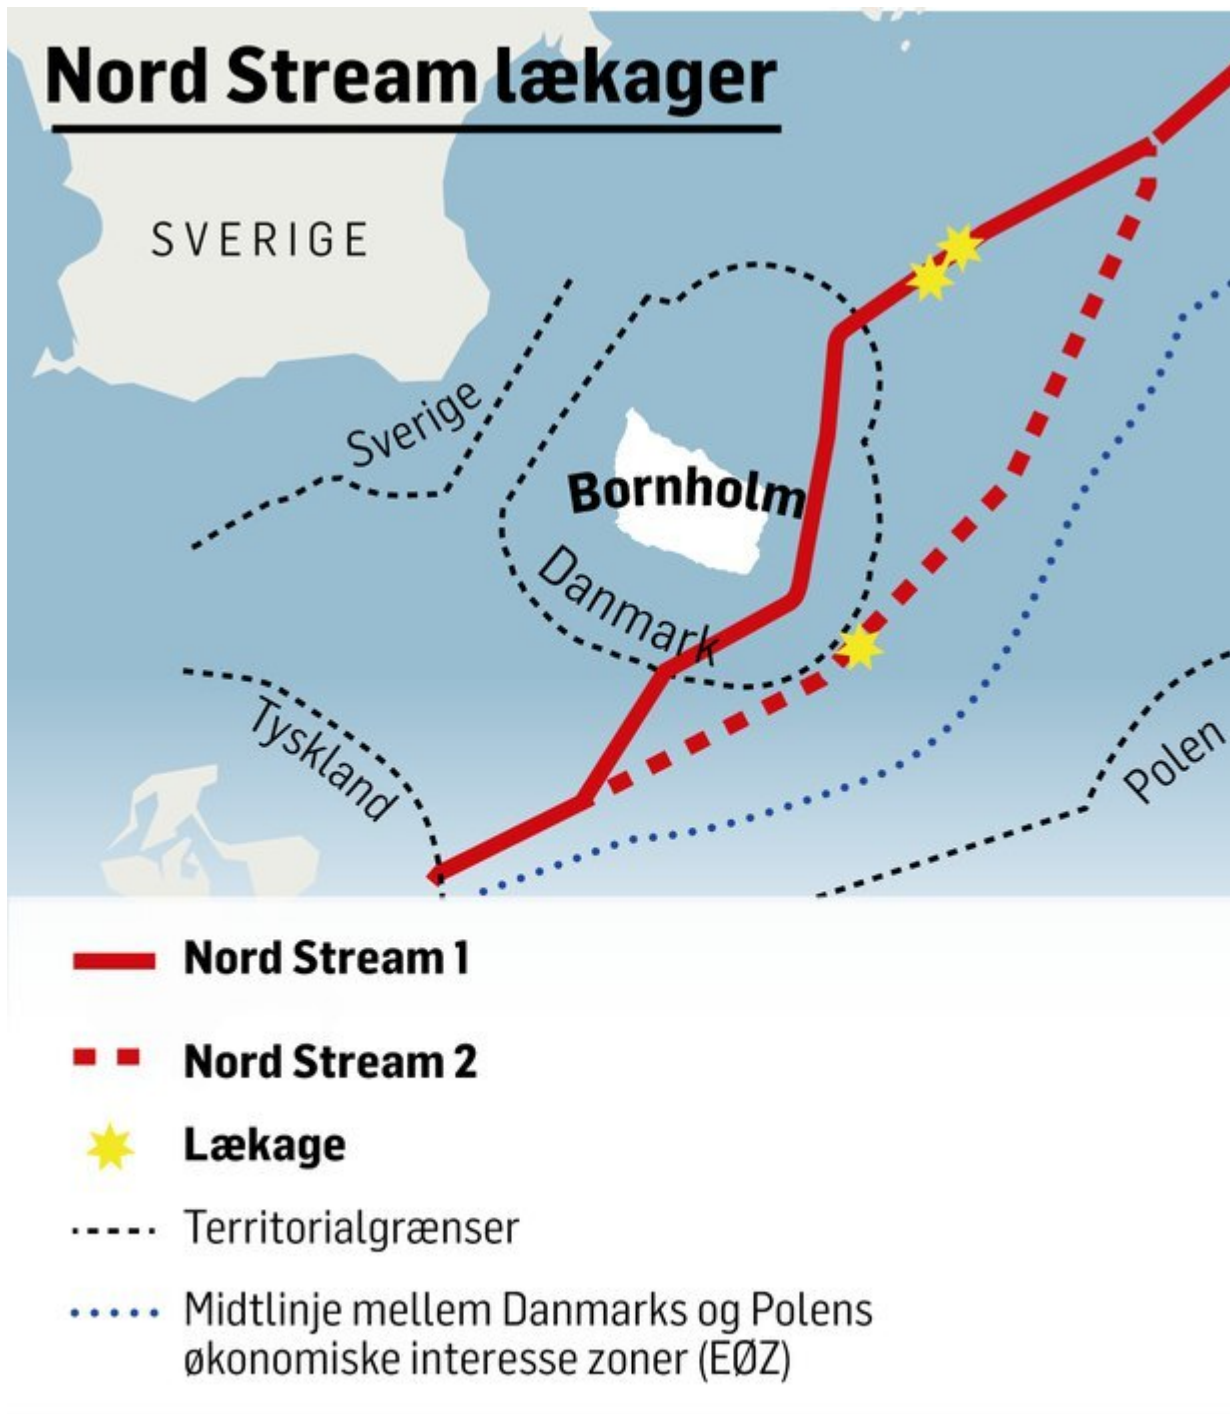 Nord Stream lækager
SVERIGE
Sverige
Bornholm
Danmark
Tyskland
Polen
Nord Stream 1
Nord Stream 2
Lækage
Territorialgrænser
Midtlinje mellem Danmarks og Polens
økonomiske interesse zoner (EØZ)